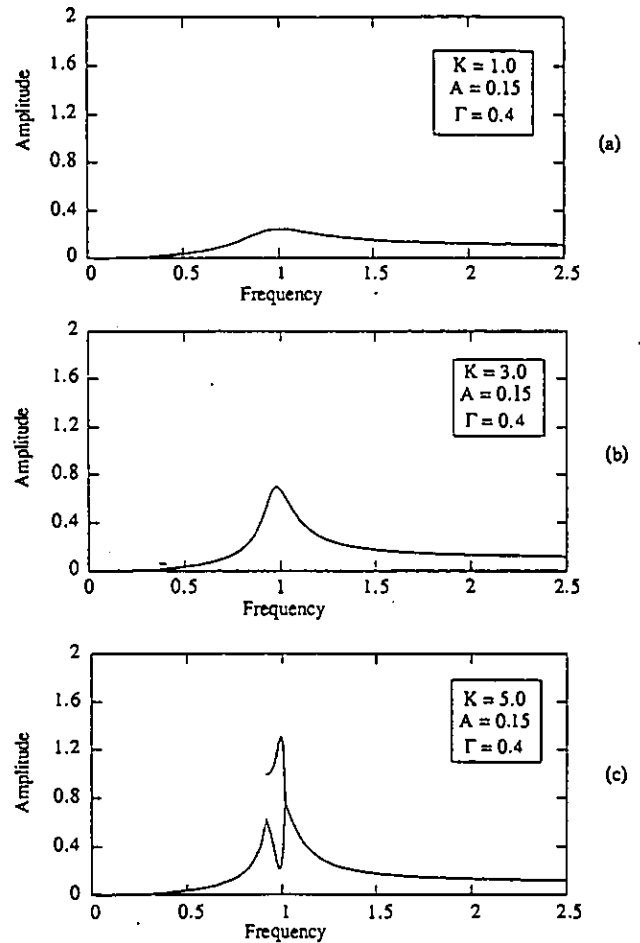 2
1.6
1.2
0.8
0.4
0
Amplitude
K = 1.0
A = 0.15
Γ = 0.4
(a)
0 0.5 1 1.5 2 2.5
Frequency
2
1.6
1.2
0.8
0.4
0
Amplitude
K = 3.0
A = 0.15
Γ = 0.4
(b)
0 0.5 1 1.5 2 2.5
Frequency
2
1.6
1.2
0.8
0.4
0
Amplitude
K = 5.0
A = 0.15
Γ = 0.4
(c)
0 0.5 1 1.5 2 2.5
Frequency